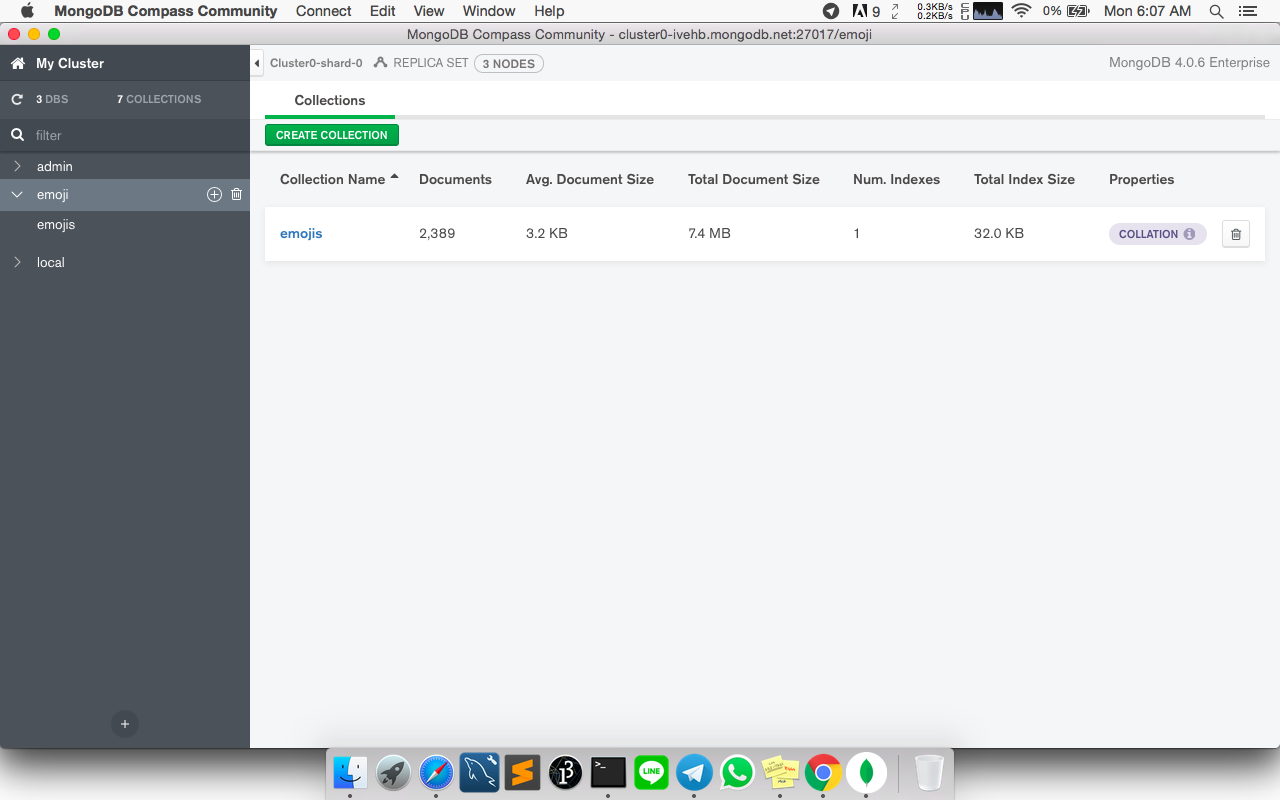 MongoDB Compass Community Connect Edit View Window Help 9 0.3KB/s 0.2KB/s CPU 0% Mon 6:07 AM
MongoDB Compass Community - cluster0-ivehb.mongodb.net:27017/emoji
My Cluster
3 DBS 7 COLLECTIONS
filter
admin
emoji
emojis
local
+
Cluster0-shard-0 REPLICA SET 3 NODES MongoDB 4.0.6 Enterprise
Collections
CREATE COLLECTION
Collection Name Documents Avg. Document Size Total Document Size Num. Indexes Total Index Size Properties
emojis 2,389 3.2 KB 7.4 MB 1 32.0 KB COLLATION
LINE